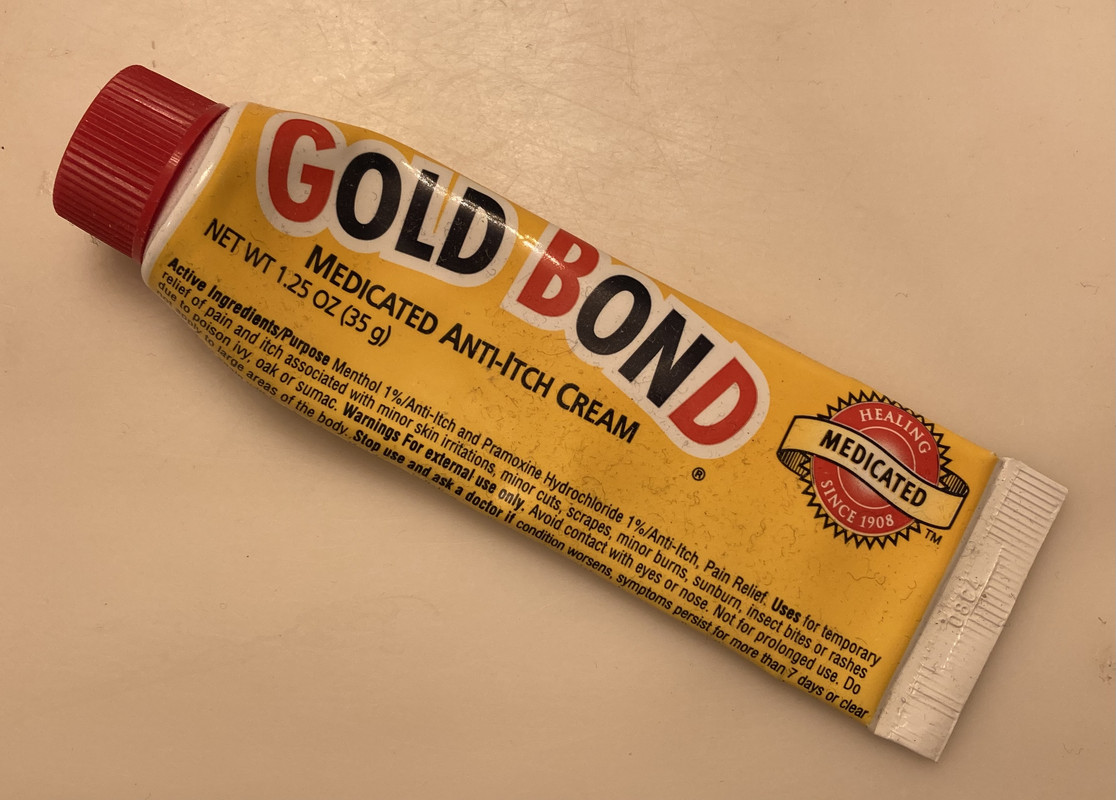 GOLD BOND
®
MEDICATED ANTI-ITCH CREAM
NET WT 1.25 OZ (35 g)
HEALING
MEDICATED
SINCE 1908
TM
Active Ingredients/Purpose Menthol 1%/Anti-Itch and Pramoxine Hydrochloride 1%/Anti-Itch, Pain Relief. Uses for temporary
relief of pain and itch associated with minor skin irritations, minor cuts, scrapes, minor burns, sunburn, insect bites or rashes
due to poison ivy, oak or sumac. Warnings For external use only. Avoid contact with eyes or nose. Not for prolonged use. Do
apply to large areas of the body. Stop use and ask a doctor if condition worsens, symptoms persist for more than 7 days or clear